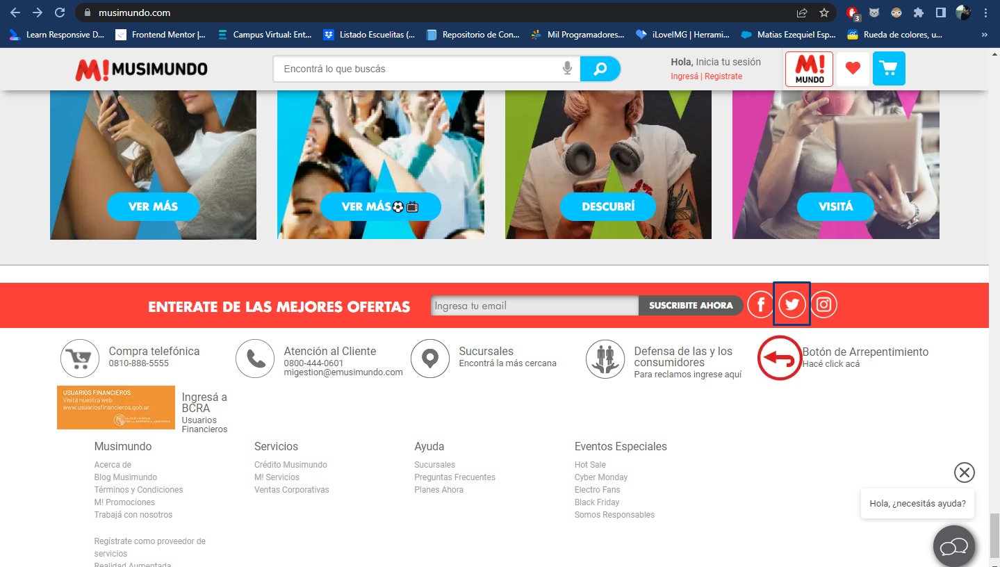 musimundo.com
3
Learn Responsive D...
Frontend Mentor |...
Campus Virtual: Ent...
Listado Escuelitas (...
Repositorio de Con...
Mil Programadores...
iLoveIMG | Herrami...
Matias Ezequiel Esp...
Rueda de colores, u...
»
M! MUSIMUNDO
Encontrá lo que buscás
Hola, Inicia tu sesión
Ingresá | Registrate
M!
MUNDO
VER MÁS
VER MÁS
DESCUBRÍ
VISITÁ
ENTERATE DE LAS MEJORES OFERTAS
Ingresa tu email
SUSCRIBITE AHORA
Compra telefónica
0810-888-5555
Atención al Cliente
0800-444-0601
migestion@emusimundo.com
Sucursales
Encontrá la más cercana
Defensa de las y los
consumidores
Para reclamos ingrese aquí
Botón de Arrepentimiento
Hacé click acá
USUARIOS FINANCIEROS
Visitá nuestra web
www.usuariosfinancieros.gob.ar
Ingresá a
BCRA
Usuarios
Financieros
Musimundo
Acerca de
Blog Musimundo
Términos y Condiciones
M! Promociones
Trabajá con nosotros
Regístrate como proveedor de
servicios
Realidad Aumentada
Servicios
Crédito Musimundo
M! Servicios
Ventas Corporativas
Ayuda
Sucursales
Preguntas Frecuentes
Planes Ahora
Eventos Especiales
Hot Sale
Cyber Monday
Electro Fans
Black Friday
Somos Responsables
Hola, ¿necesitás ayuda?